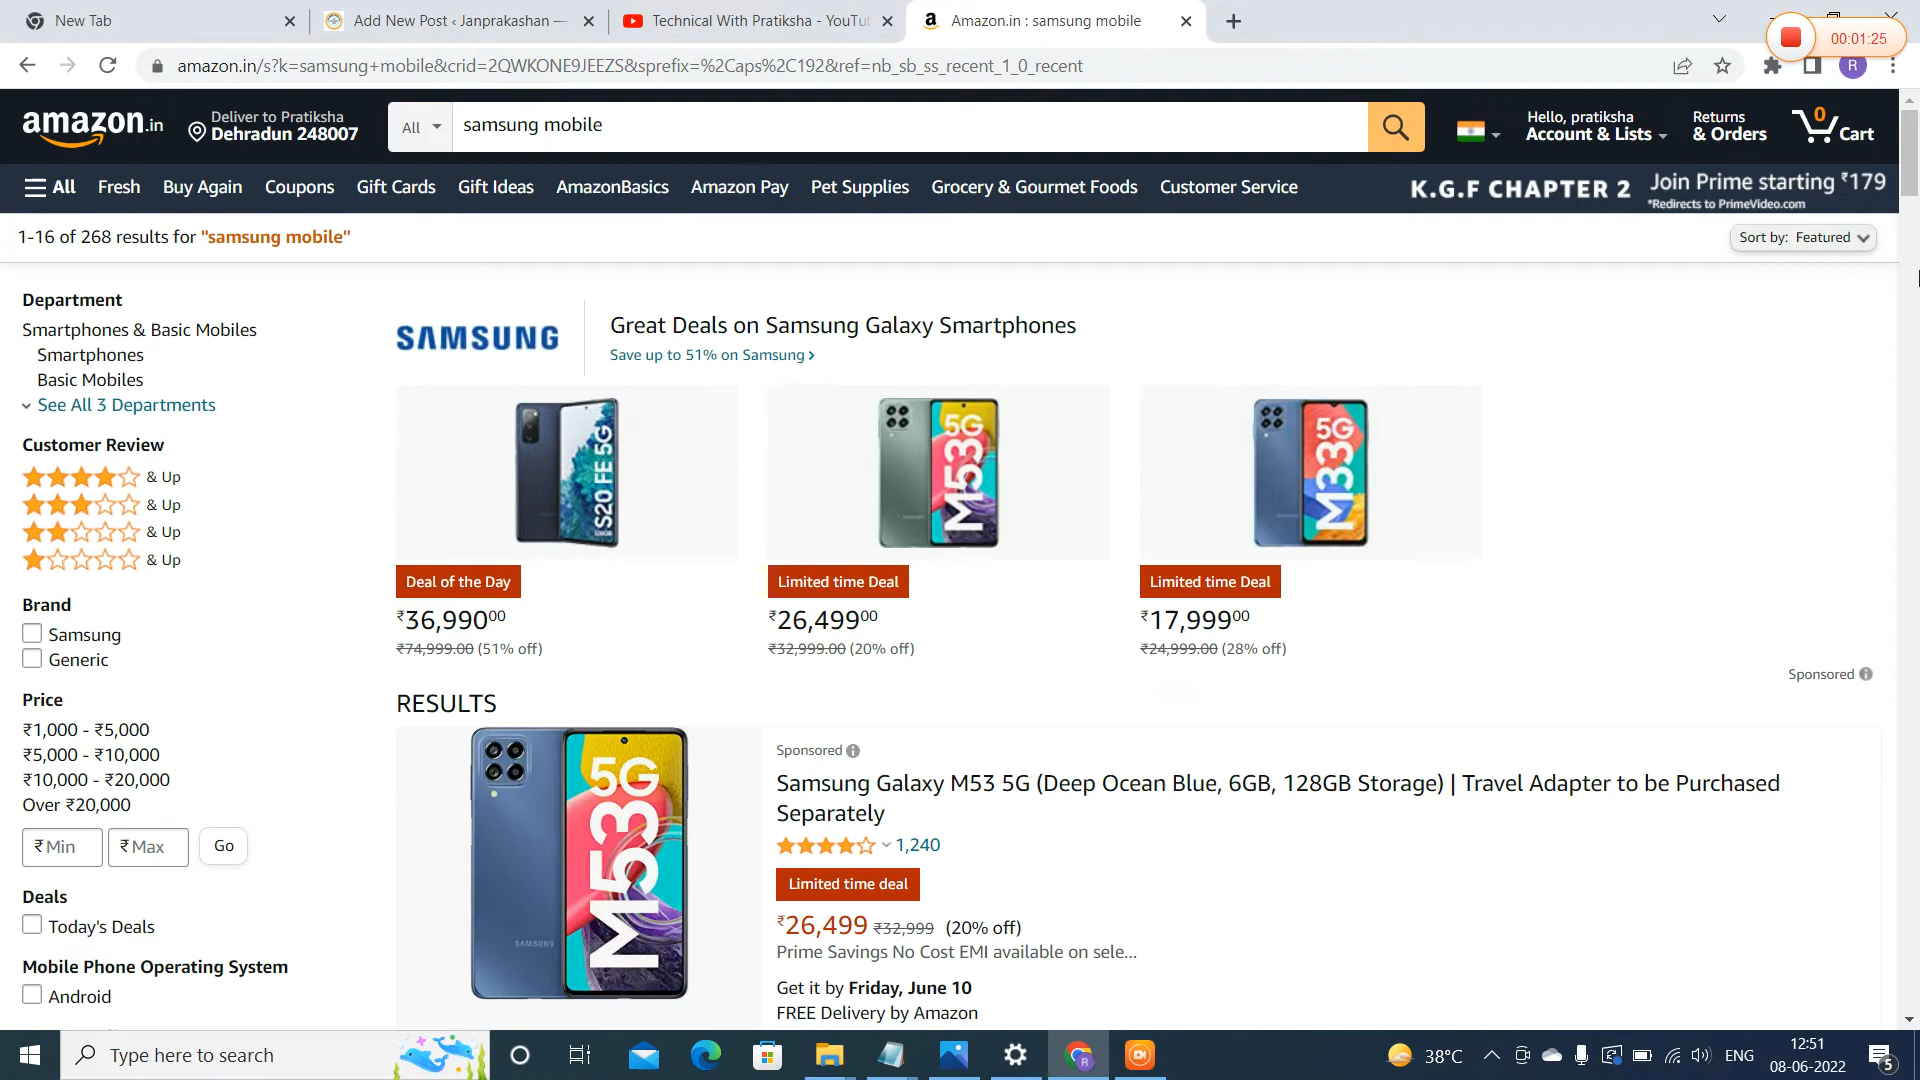 New Tab
Add New Post ‹ Janprakashan —
Technical With Pratiksha - YouTu
Amazon.in : samsung mobile
00:01:25
amazon.in/s?k=samsung+mobile&crid=2QWKONE9JEEZS&sprefix=%2Caps%2C192&ref=nb_sb_ss_recent_1_0_recent
R
amazon.in
Deliver to Pratiksha
Dehradun 248007
All
samsung mobile
Hello, pratiksha
Account & Lists
Returns
& Orders
0
Cart
All
Fresh
Buy Again
Coupons
Gift Cards
Gift Ideas
AmazonBasics
Amazon Pay
Pet Supplies
Grocery & Gourmet Foods
Customer Service
K.G.F CHAPTER 2
Join Prime starting ₹179
*Redirects to PrimeVideo.com
1-16 of 268 results for "samsung mobile"
Sort by: Featured
Department
Smartphones & Basic Mobiles
Smartphones
Basic Mobiles
See All 3 Departments
Customer Review
& Up
& Up
& Up
& Up
Brand
Samsung
Generic
Price
₹1,000 - ₹5,000
₹5,000 - ₹10,000
₹10,000 - ₹20,000
Over ₹20,000
₹ Min
₹ Max
Go
Deals
Today's Deals
Mobile Phone Operating System
Android
SAMSUNG
Great Deals on Samsung Galaxy Smartphones
Save up to 51% on Samsung ›
S20 FE 5G
M53 5G
M33 5G
Deal of the Day
₹36,99000
₹74,999.00 (51% off)
Limited time Deal
₹26,49900
₹32,999.00 (20% off)
Limited time Deal
₹17,99900
₹24,999.00 (28% off)
Sponsored
RESULTS
M53 5G
SAMSUNG
Sponsored
Samsung Galaxy M53 5G (Deep Ocean Blue, 6GB, 128GB Storage) | Travel Adapter to be Purchased
Separately
1,240
Limited time deal
₹26,499 ₹32,999 (20% off)
Prime Savings No Cost EMI available on sele...
Get it by Friday, June 10
FREE Delivery by Amazon
Type here to search
R
38°C
ENG
12:51
08-06-2022
5